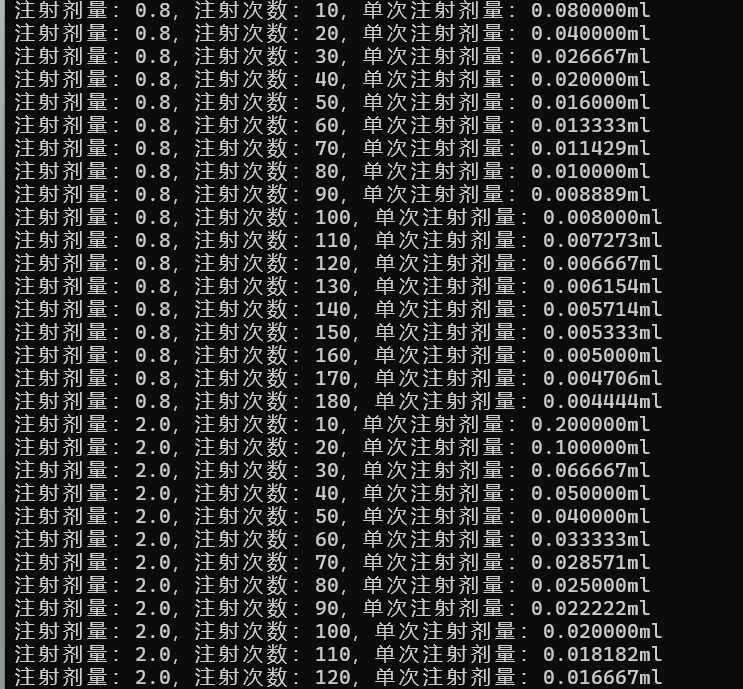 注射剂量: 0.8, 注射次数: 10, 单次注射剂量: 0.080000ml
注射剂量: 0.8, 注射次数: 20, 单次注射剂量: 0.040000ml
注射剂量: 0.8, 注射次数: 30, 单次注射剂量: 0.026667ml
注射剂量: 0.8, 注射次数: 40, 单次注射剂量: 0.020000ml
注射剂量: 0.8, 注射次数: 50, 单次注射剂量: 0.016000ml
注射剂量: 0.8, 注射次数: 60, 单次注射剂量: 0.013333ml
注射剂量: 0.8, 注射次数: 70, 单次注射剂量: 0.011429ml
注射剂量: 0.8, 注射次数: 80, 单次注射剂量: 0.010000ml
注射剂量: 0.8, 注射次数: 90, 单次注射剂量: 0.008889ml
注射剂量: 0.8, 注射次数: 100, 单次注射剂量: 0.008000ml
注射剂量: 0.8, 注射次数: 110, 单次注射剂量: 0.007273ml
注射剂量: 0.8, 注射次数: 120, 单次注射剂量: 0.006667ml
注射剂量: 0.8, 注射次数: 130, 单次注射剂量: 0.006154ml
注射剂量: 0.8, 注射次数: 140, 单次注射剂量: 0.005714ml
注射剂量: 0.8, 注射次数: 150, 单次注射剂量: 0.005333ml
注射剂量: 0.8, 注射次数: 160, 单次注射剂量: 0.005000ml
注射剂量: 0.8, 注射次数: 170, 单次注射剂量: 0.004706ml
注射剂量: 0.8, 注射次数: 180, 单次注射剂量: 0.004444ml
注射剂量: 2.0, 注射次数: 10, 单次注射剂量: 0.200000ml
注射剂量: 2.0, 注射次数: 20, 单次注射剂量: 0.100000ml
注射剂量: 2.0, 注射次数: 30, 单次注射剂量: 0.066667ml
注射剂量: 2.0, 注射次数: 40, 单次注射剂量: 0.050000ml
注射剂量: 2.0, 注射次数: 50, 单次注射剂量: 0.040000ml
注射剂量: 2.0, 注射次数: 60, 单次注射剂量: 0.033333ml
注射剂量: 2.0, 注射次数: 70, 单次注射剂量: 0.028571ml
注射剂量: 2.0, 注射次数: 80, 单次注射剂量: 0.025000ml
注射剂量: 2.0, 注射次数: 90, 单次注射剂量: 0.022222ml
注射剂量: 2.0, 注射次数: 100, 单次注射剂量: 0.020000ml
注射剂量: 2.0, 注射次数: 110, 单次注射剂量: 0.018182ml
注射剂量: 2.0, 注射次数: 120, 单次注射剂量: 0.016667ml